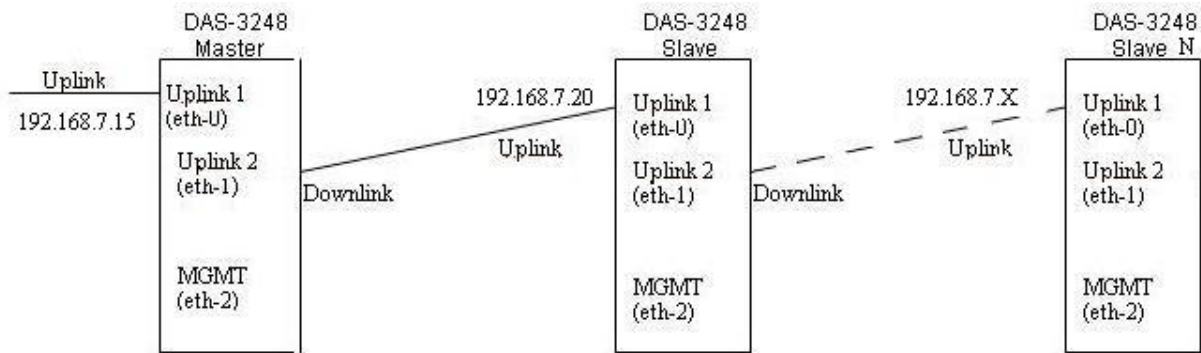 DAS-3248
Master
Uplink
192.168.7.15
Uplink 1
(eth-0)
Uplink 2
(eth-1)
MGMT
(eth-2)
Downlink
192.168.7.20
Uplink
DAS-3248
Slave
Uplink 1
(eth-0)
Uplink 2
(eth-1)
MGMT
(eth-2)
Downlink
192.168.7.X
Uplink
DAS-3248
Slave N
Uplink 1
(eth-0)
Uplink 2
(eth-1)
MGMT
(eth-2)